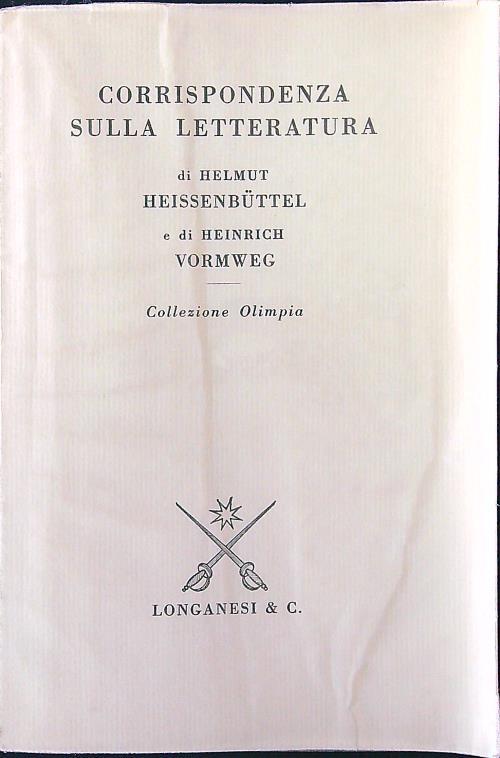 CORRISPONDENZA
SULLA LETTERATURA
di HELMUT
HEISSENBÜTTEL
e di HEINRICH
VORMWEG
Collezione Olimpia
LONGANESI & C.